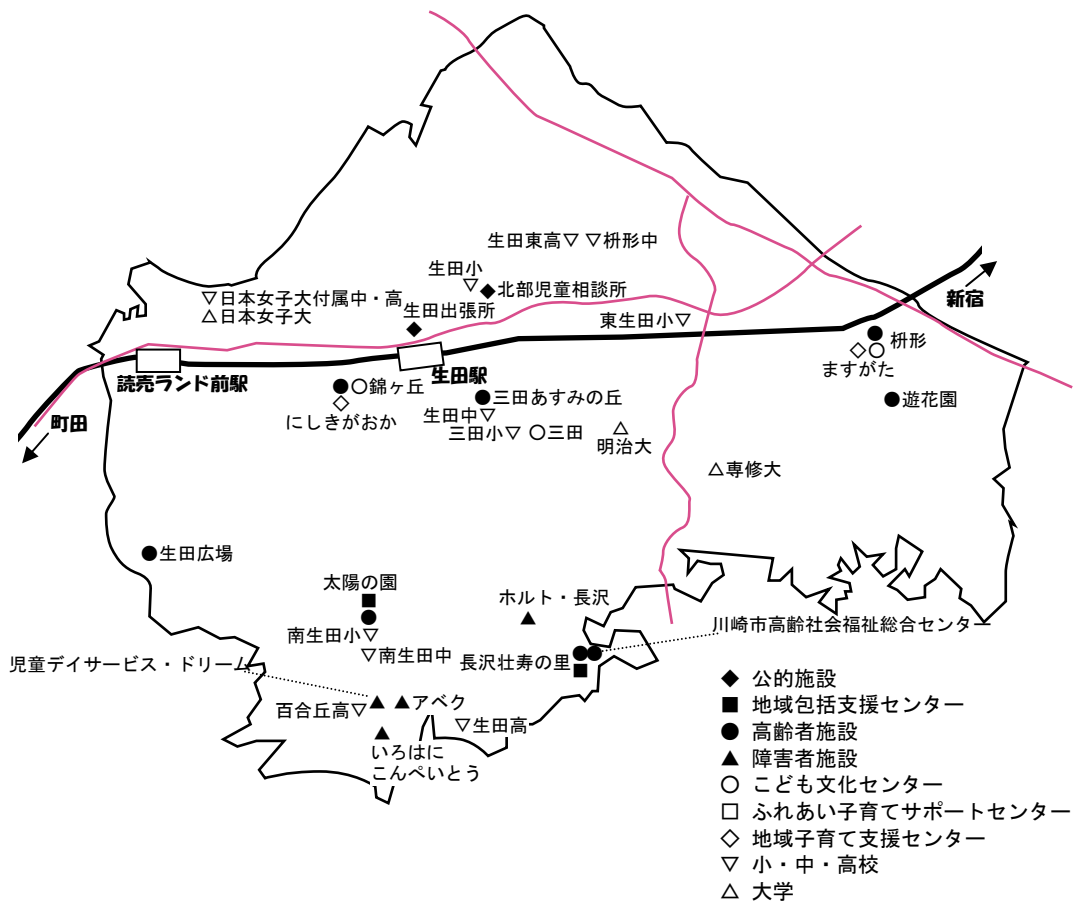 生田東高▽ ▽枡形中
生田小
▽
◆北部児童相談所
▽日本女子大付属中・高
△日本女子大
生田出張所
◆
東生田小▽
新宿
枡形
◇○
ますがた
読売ランド前駅
生田駅
●○錦ヶ丘
◇
にしきがおか
●三田あすみの丘
生田中▽
三田小▽ ○三田
△
明治大
●遊花園
町田
△専修大
●生田広場
太陽の園
■
●
南生田小▽
▽南生田中
ホルト・長沢
▲
川崎市高齢社会福祉総合センター
長沢壮寿の里
児童デイサービス・ドリーム
百合丘高▽
▲アベク
▽生田高
いろはに
こんぺいとう
◆ 公的施設
■ 地域包括支援センター
● 高齢者施設
▲ 障害者施設
○ こども文化センター
□ ふれあい子育てサポートセンター
◇ 地域子育て支援センター
▽ 小・中・高校
△ 大学